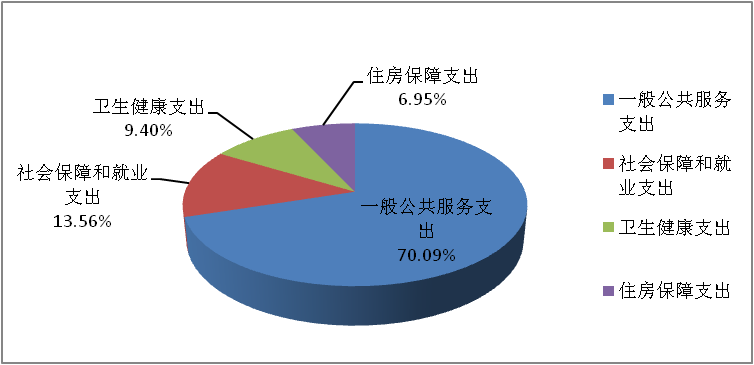 住房保障支出
6.95%
卫生健康支出
9.40%
社会保障和就业
支出
13.56%
一般公共服务支
出
70.09%
一般公共服务
支出
社会保障和就
业支出
卫生健康支出
住房保障支出